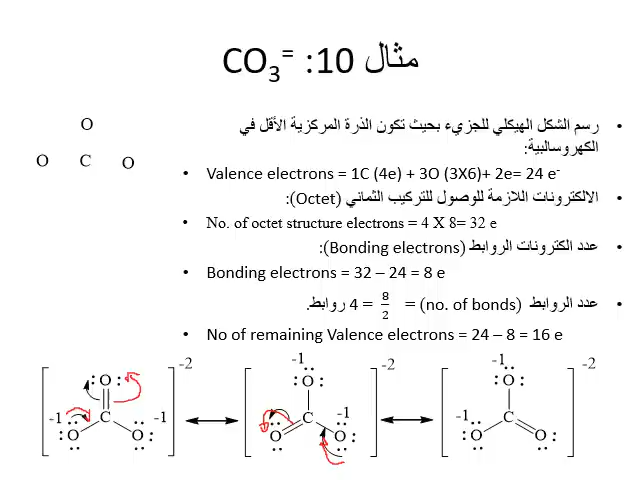 مثال 10: CO3=
رسم الشكل الهيكلي للجزيء بحيث تكون الذرة المركزية الأقل في
الكهروسالبية:
O
O C O
Valence electrons = 1C (4e) + 3O (3X6)+ 2e= 24 e-
الالكترونات اللازمة للوصول للتركيب الثماني (Octet):
No. of octet structure electrons = 4 X 8= 32 e
عدد الكترونات الروابط (Bonding electrons):
Bonding electrons = 32 – 24 = 8 e
عدد الروابط (no. of bonds) = 8/2 = 4 روابط.
No of remaining Valence electrons = 24 – 8 = 16 e
O -2 -1 O -2 -1 O -2
-1 C -1 C -1 -1 C
O O O O O O